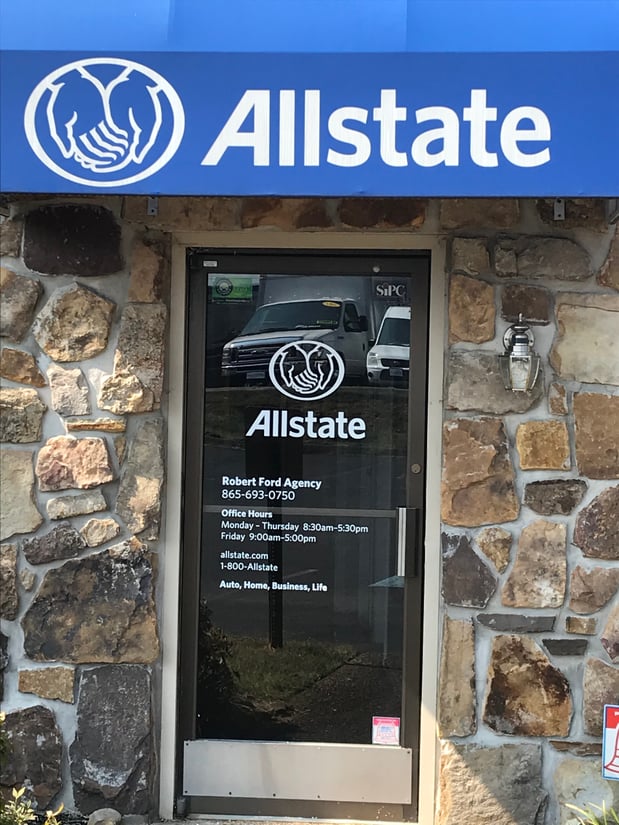 Allstate
SiPC
Allstate
Robert Ford Agency
865-693-0750
Office Hours
Monday – Thursday 8:30am–5:30pm
Friday 9:00am–5:00pm
allstate.com
1-800-Allstate
Auto, Home, Business, Life